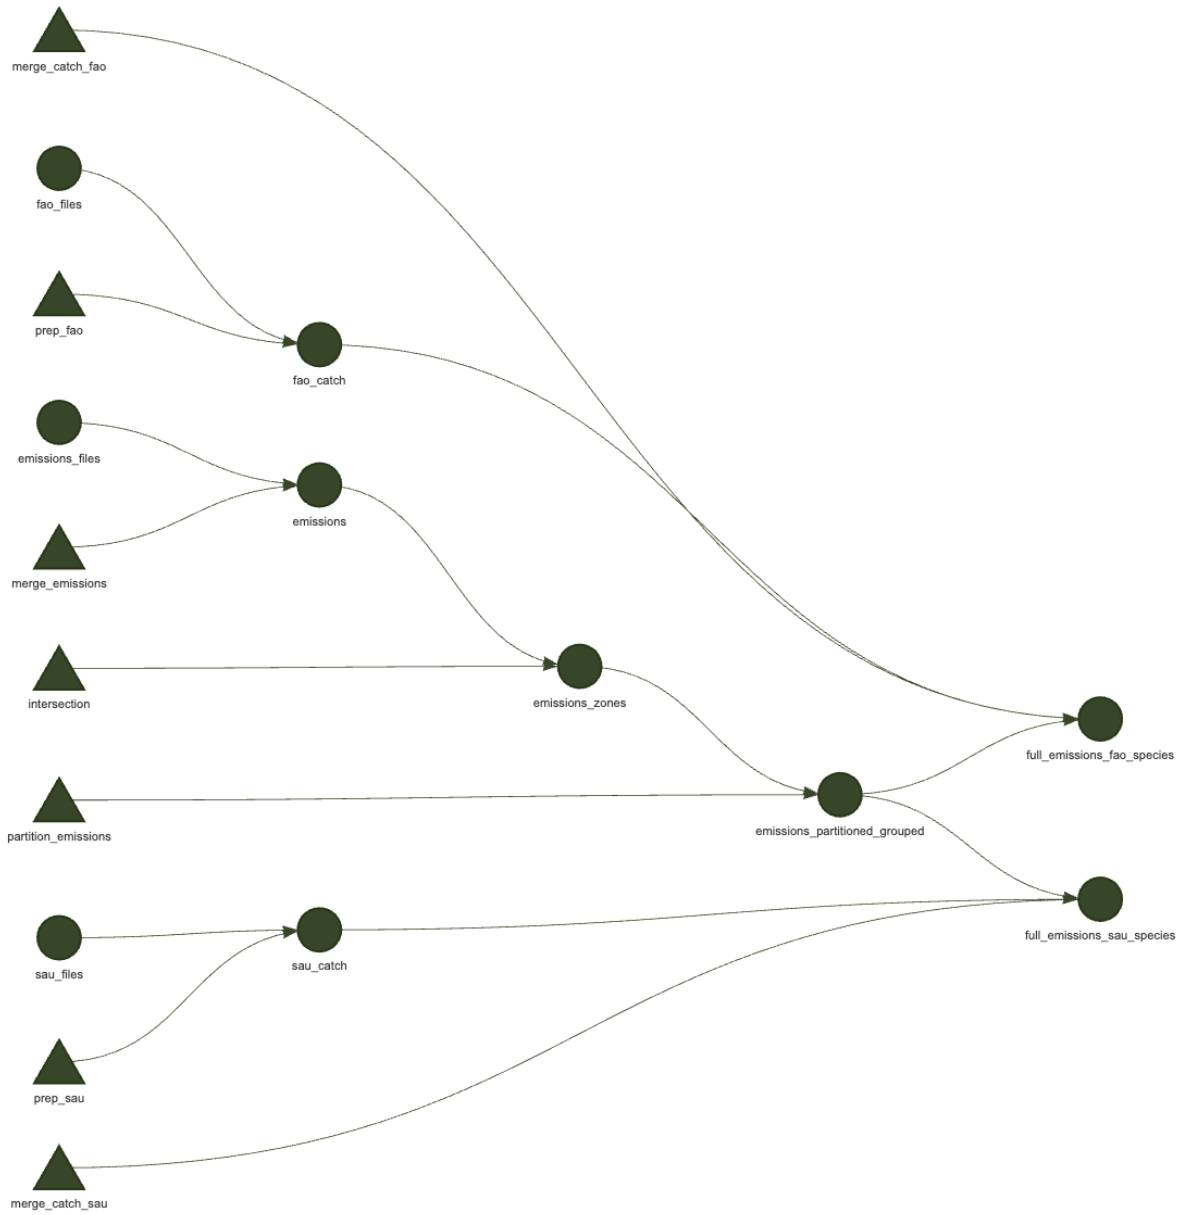 merge_catch_fao
fao_files
prep_fao
fao_catch
emissions_files
emissions
merge_emissions
intersection
emissions_zones
full_emissions_fao_species
partition_emissions
emissions_partitioned_grouped
full_emissions_sau_species
sau_files
sau_catch
prep_sau
merge_catch_sau